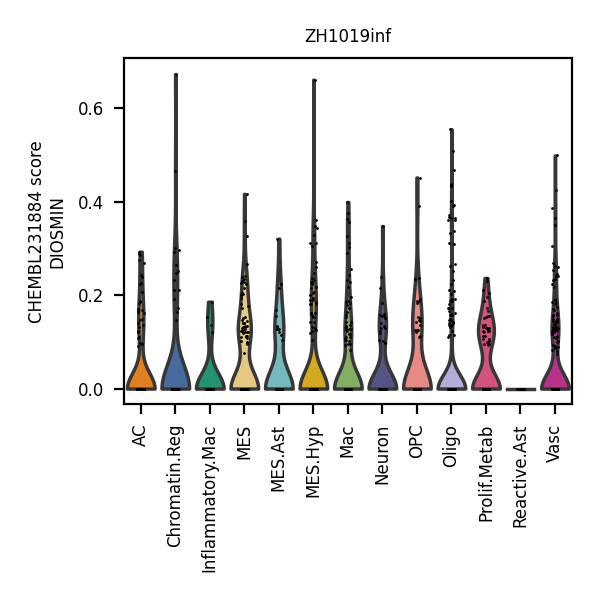 ZH1019inf
CHEMBL231884 score
DIOSMIN
0.6
0.4
0.2
0.0
AC
Chromatin.Reg
Inflammatory.Mac
MES
MES.Ast
MES.Hyp
Mac
Neuron
OPC
Oligo
Prolif.Metab
Reactive.Ast
Vasc